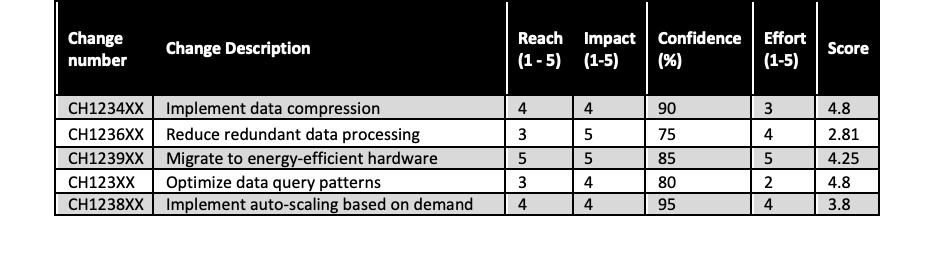 Change number Change Description Reach (1 - 5) Impact (1-5) Confidence (%) Effort (1-5) Score
CH1234XX Implement data compression 4 4 90 3 4.8
CH1236XX Reduce redundant data processing 3 5 75 4 2.81
CH1239XX Migrate to energy-efficient hardware 5 5 85 5 4.25
CH123XX Optimize data query patterns 3 4 80 2 4.8
CH1238XX Implement auto-scaling based on demand 4 4 95 4 3.8